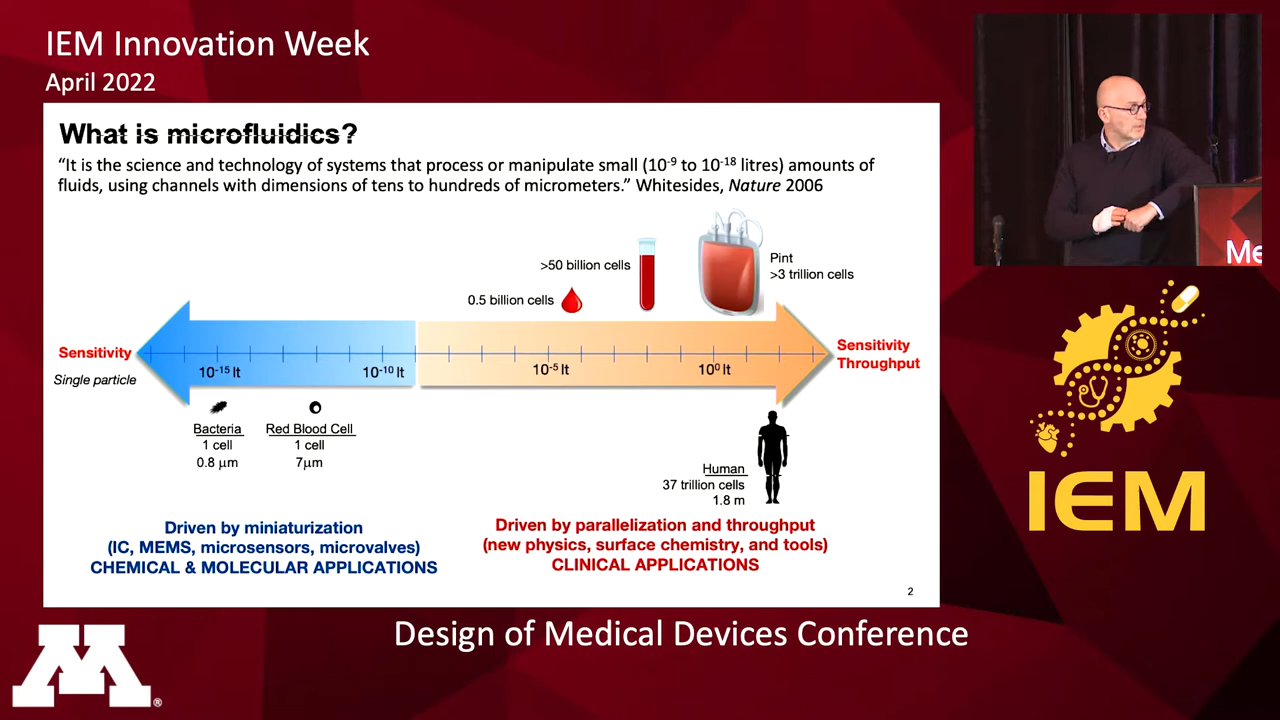 IEM Innovation Week
April 2022
What is microfluidics?
“It is the science and technology of systems that process or manipulate small (10⁻⁹ to 10⁻¹⁸ litres) amounts of
fluids, using channels with dimensions of tens to hundreds of micrometers.” Whitesides, Nature 2006
Pint
>3 trillion cells
>50 billion cells
0.5 billion cells
Sensitivity
Single particle
10⁻¹⁵ lt
10⁻¹⁰ lt
10⁻⁵ lt
10⁰ lt
Sensitivity
Throughput
Bacteria
1 cell
0.8 μm
Red Blood Cell
1 cell
7μm
Human
37 trillion cells
1.8 m
Driven by miniaturization
(IC, MEMS, microsensors, microvalves)
CHEMICAL & MOLECULAR APPLICATIONS
Driven by parallelization and throughput
(new physics, surface chemistry, and tools)
CLINICAL APPLICATIONS
2
Me
IEM
Design of Medical Devices Conference
M®